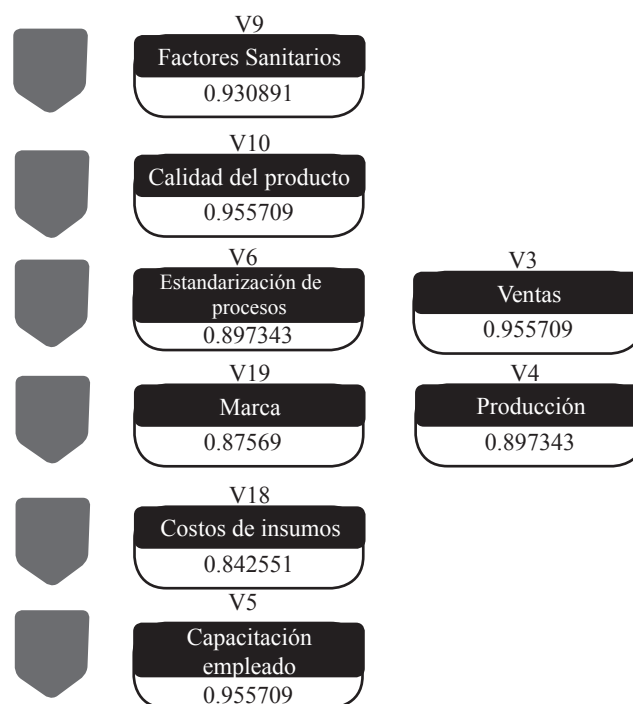 V9
Factores Sanitarios
0.930891
V10
Calidad del producto
0.955709
V6
Estandarización de
procesos
0.897343
V3
Ventas
0.955709
V19
Marca
0.87569
V4
Producción
0.897343
V18
Costos de insumos
0.842551
V5
Capacitación
empleado
0.955709